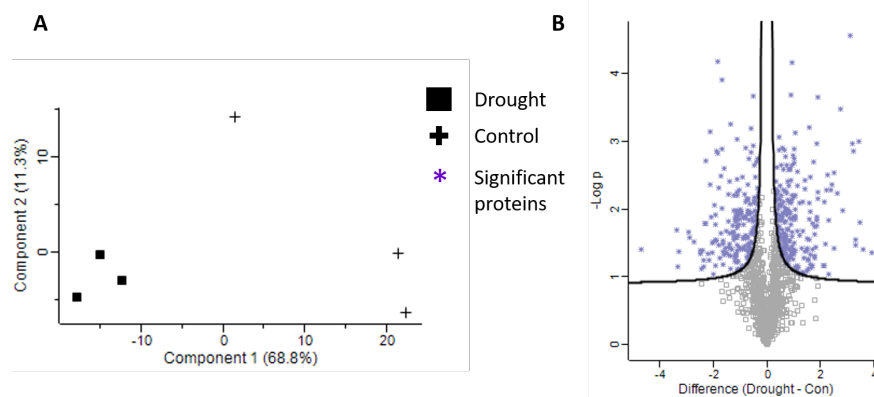 A
B
Drought
Control
Significant
proteins
10
0
Component 2 (11.3%)
-10
0
10
20
Component 1 (68.8%)
4
3
2
1
0
-Log p
-4
-2
0
2
4
Difference (Drought - Con)